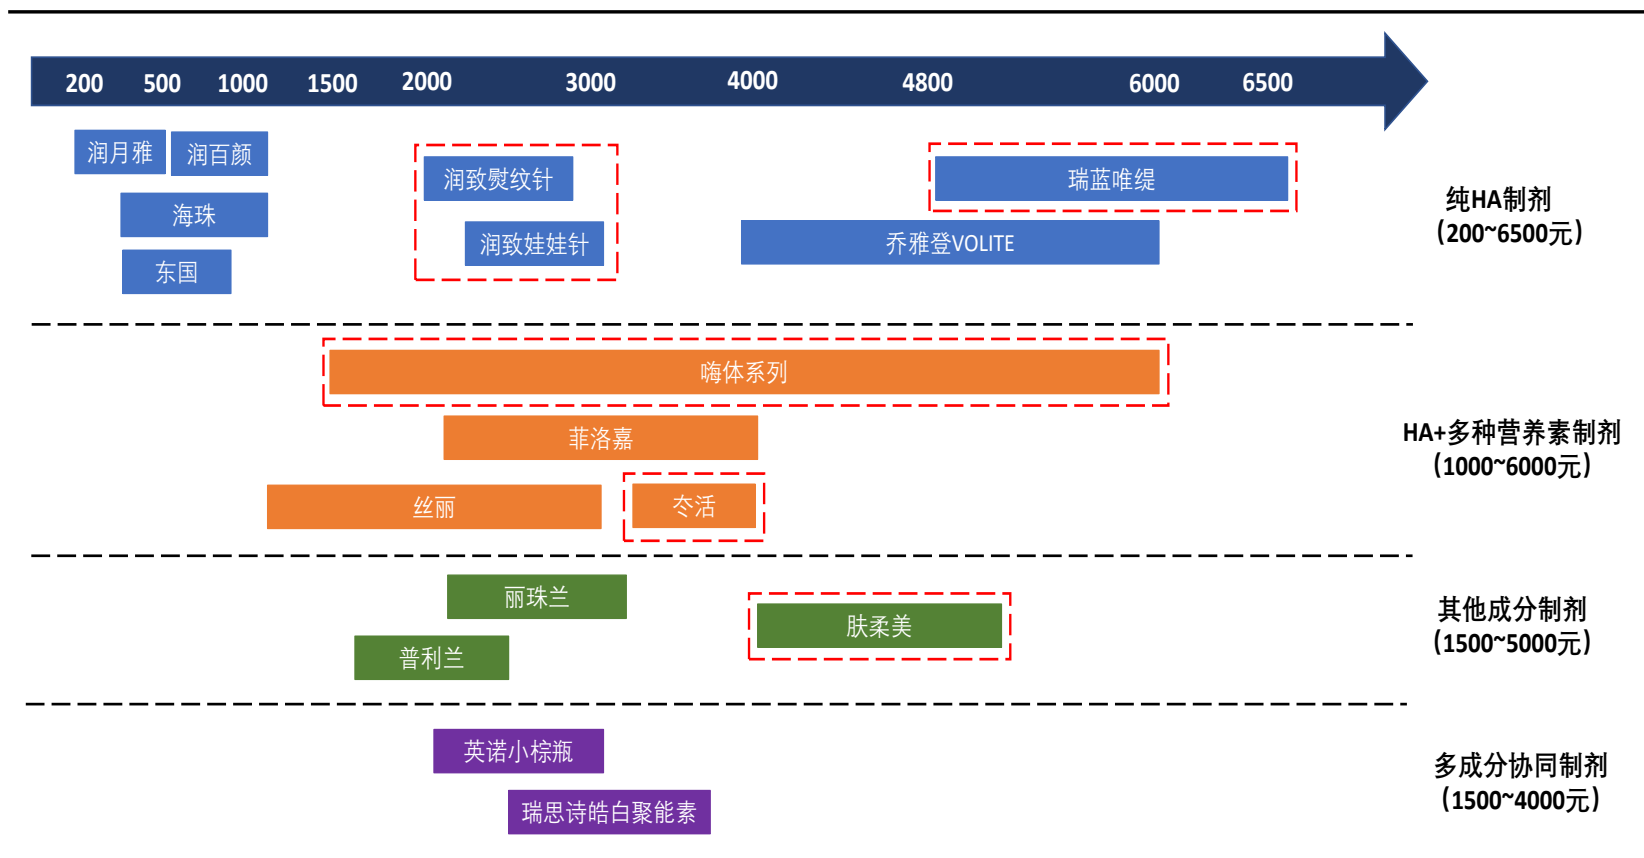 200 500 1000 1500 2000 3000 4000 4800 6000 6500
润月雅 润百颜
海珠
东国
润致熨纹针
润致娃娃针
瑞蓝唯缇
乔雅登VOLITE
纯HA制剂
（200~6500元）
嗨体系列
菲洛嘉
丝丽
冭活
HA+多种营养素制剂
（1000~6000元）
丽珠兰
普利兰
肤柔美
其他成分制剂
（1500~5000元）
英诺小棕瓶
瑞思诗皓白聚能素
多成分协同制剂
（1500~4000元）